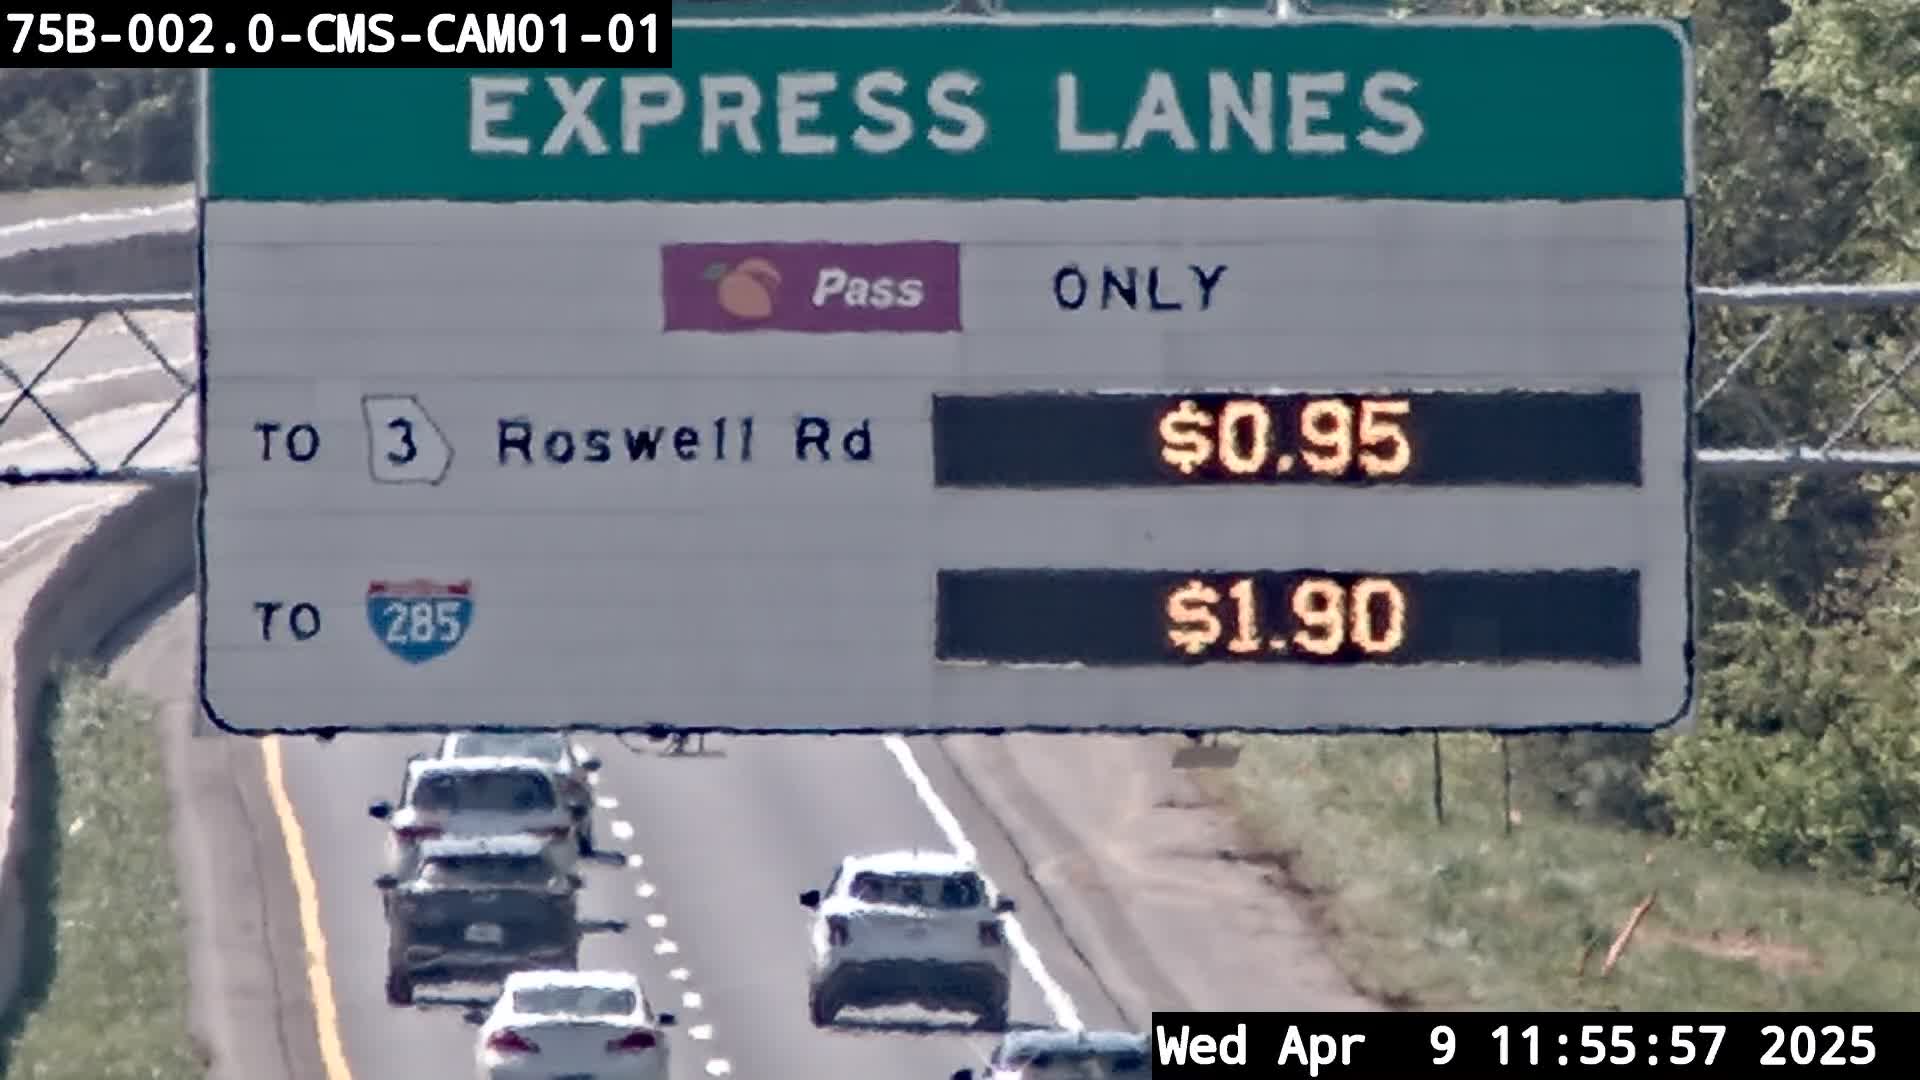 75B-002.0-CMS-CAM01-01
EXPRESS LANES
Pass ONLY
TO 3 Roswell Rd $0.95
TO 285 $1.90
Wed Apr 9 11:55:57 2025